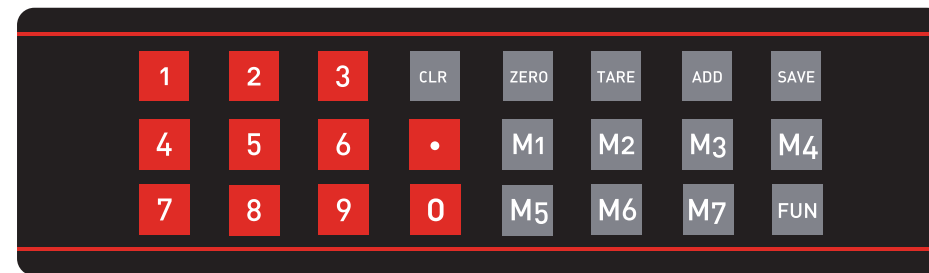 1 2 3 CLR ZERO TARE ADD SAVE
4 5 6 • M1 M2 M3 M4
7 8 9 0 M5 M6 M7 FUN